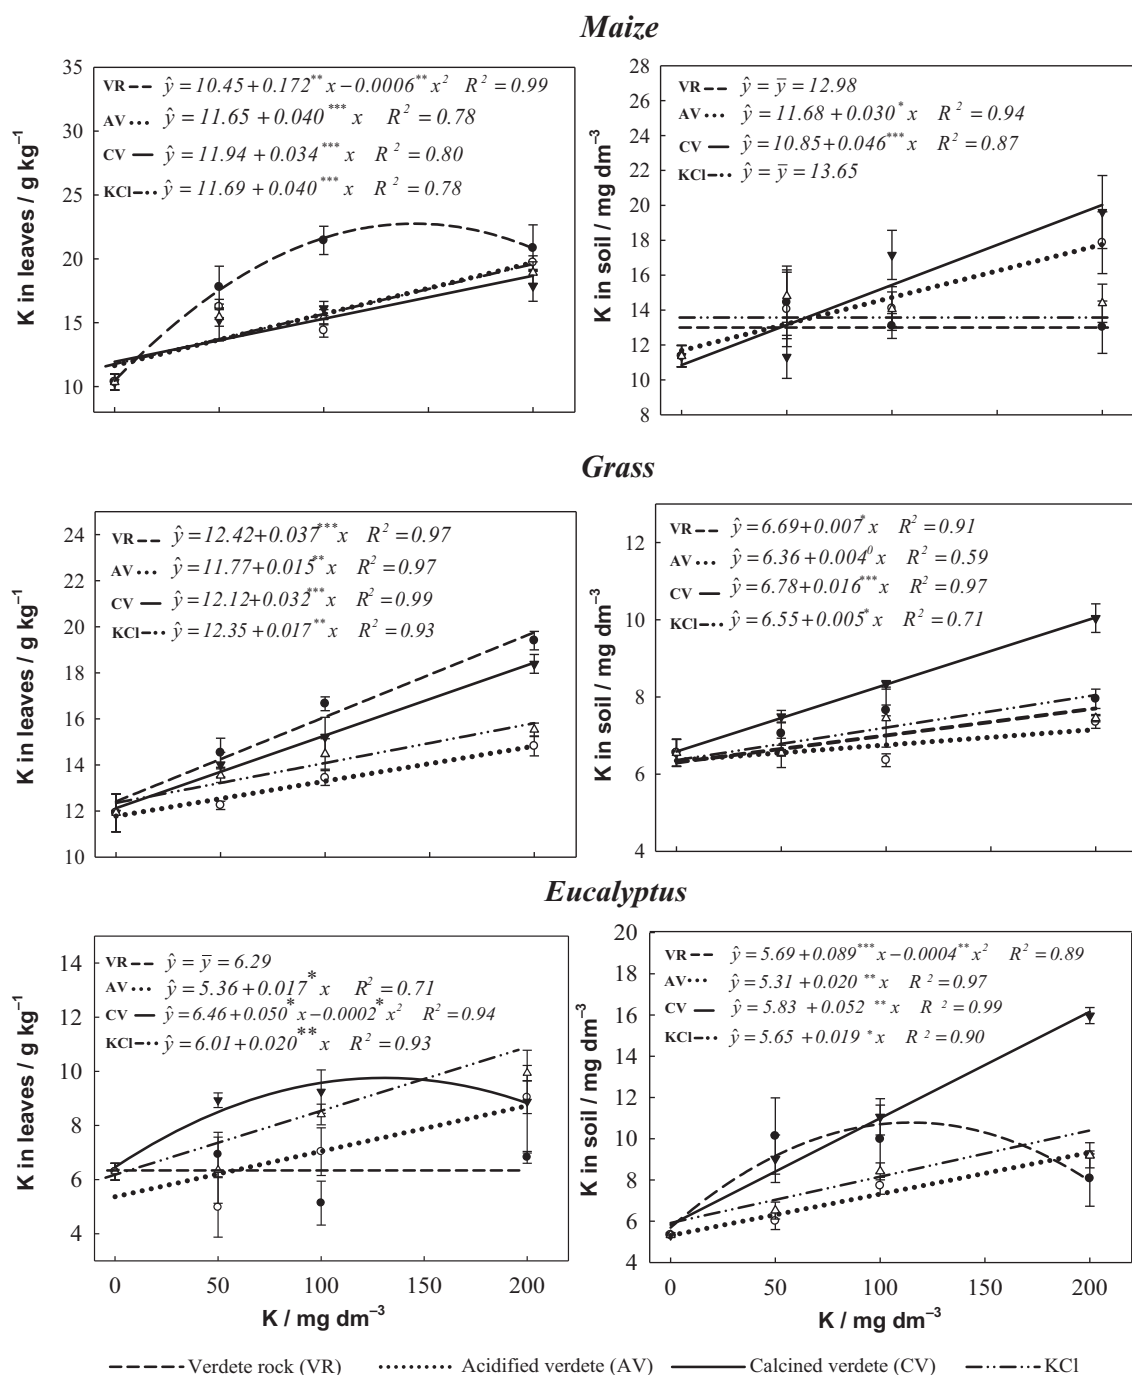 Maize
K in leaves / g kg⁻¹
35
30
25
20
15
10
VR ŷ = 10.45 + 0.172** x − 0.0006** x² R² = 0.99
AV ŷ = 11.65 + 0.040*** x R² = 0.78
CV ŷ = 11.94 + 0.034*** x R² = 0.80
KCl ŷ = 11.69 + 0.040*** x R² = 0.78
K in soil / mg dm⁻³
28
26
24
22
20
18
16
14
12
10
8
VR ŷ = ȳ = 12.98
AV ŷ = 11.68 + 0.030* x R² = 0.94
CV ŷ = 10.85 + 0.046*** x R² = 0.87
KCl ŷ = ȳ = 13.65
Grass
K in leaves / g kg⁻¹
24
22
20
18
16
14
12
10
VR ŷ = 12.42 + 0.037*** x R² = 0.97
AV ŷ = 11.77 + 0.015** x R² = 0.97
CV ŷ = 12.12 + 0.032*** x R² = 0.99
KCl ŷ = 12.35 + 0.017** x R² = 0.93
K in soil / mg dm⁻³
12
10
8
6
4
VR ŷ = 6.69 + 0.007* x R² = 0.91
AV ŷ = 6.36 + 0.004⁰ x R² = 0.59
CV ŷ = 6.78 + 0.016*** x R² = 0.97
KCl ŷ = 6.55 + 0.005* x R² = 0.71
Eucalyptus
K in leaves / g kg⁻¹
14
12
10
8
6
4
VR ŷ = ȳ = 6.29
AV ŷ = 5.36 + 0.017* x R² = 0.71
CV ŷ = 6.46 + 0.050* x − 0.0002* x² R² = 0.94
KCl ŷ = 6.01 + 0.020** x R² = 0.93
0 50 100 150 200
K / mg dm⁻³
K in soil / mg dm⁻³
20
18
16
14
12
10
8
6
4
VR ŷ = 5.69 + 0.089*** x − 0.0004** x² R² = 0.89
AV ŷ = 5.31 + 0.020 ** x R² = 0.97
CV ŷ = 5.83 + 0.052 ** x R² = 0.99
KCl ŷ = 5.65 + 0.019 * x R² = 0.90
0 50 100 150 200
K / mg dm⁻³
Verdete rock (VR) Acidified verdete (AV) Calcined verdete (CV) KCl